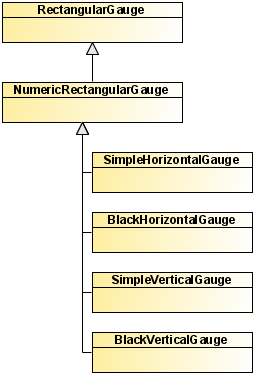 RectangularGauge
NumericRectangularGauge
SimpleHorizontalGauge
BlackHorizontalGauge
SimpleVerticalGauge
BlackVerticalGauge